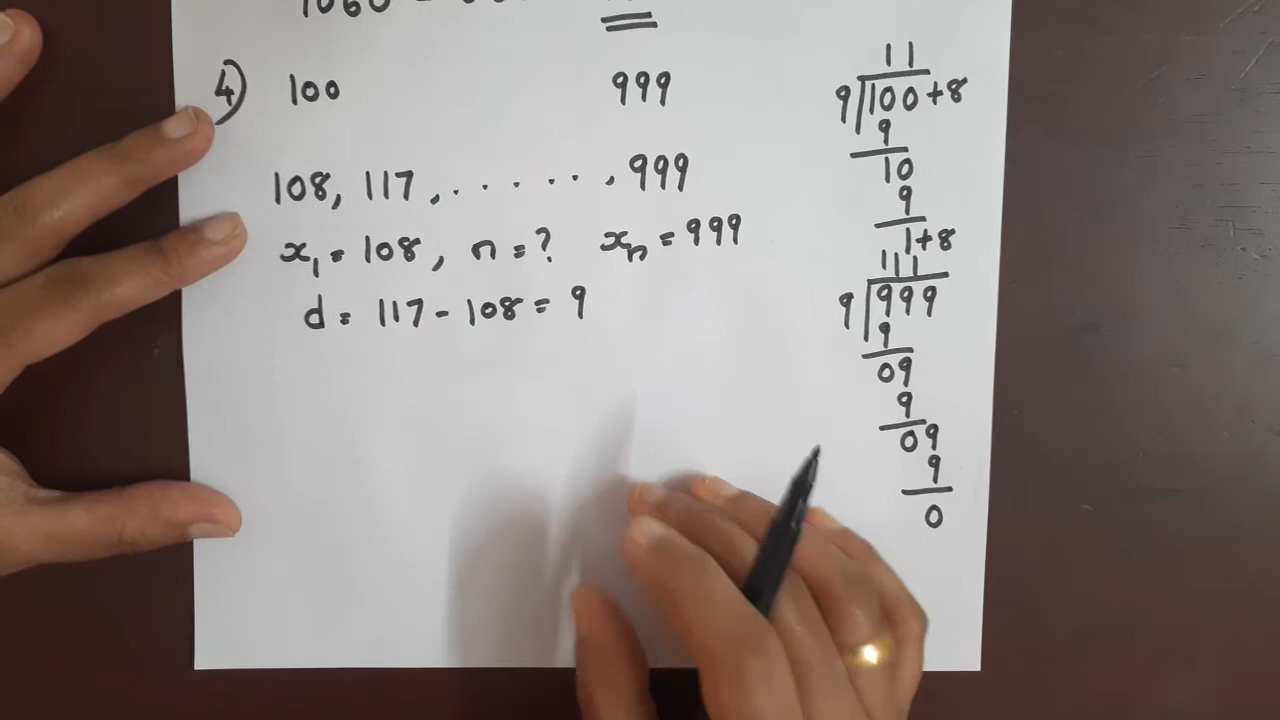 4) 100 999
108, 117, . . . . . . , 999
x₁ = 108, n = ? xₙ = 999
d = 117 - 108 = 9
11
9 100 + 8
9
10
9
1 + 8
111
9 999
9
09
9
09
9
0